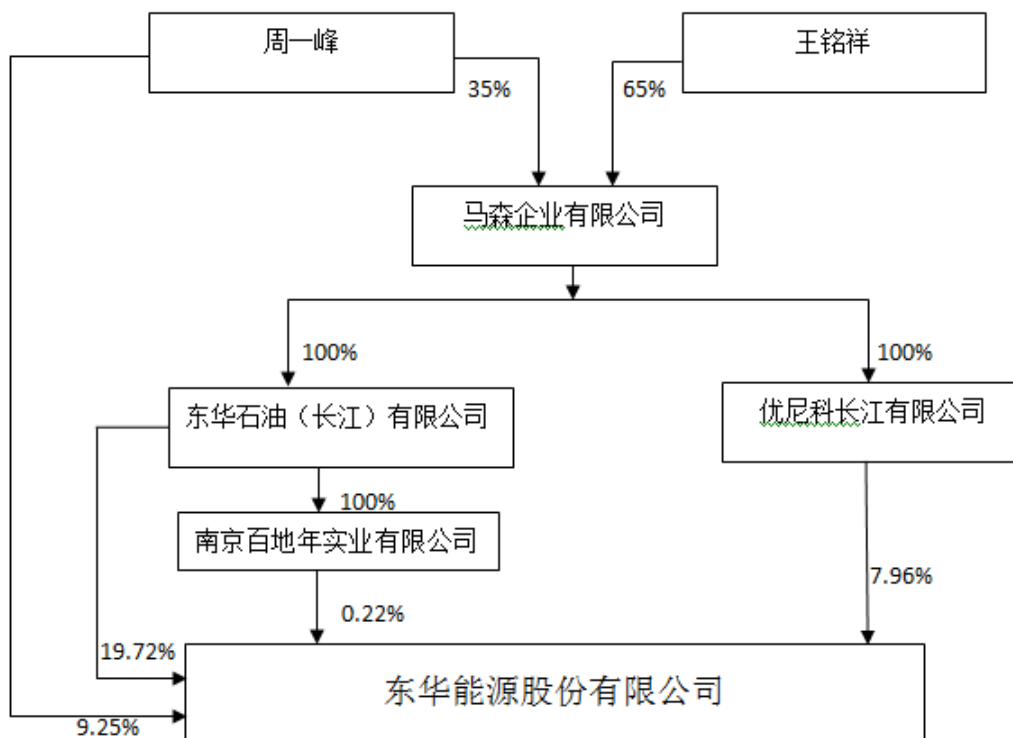 周一峰
王铭祥
35%
65%
马森企业有限公司
100%
100%
东华石油（长江）有限公司
优尼科长江有限公司
100%
南京百地年实业有限公司
7.96%
0.22%
19.72%
东华能源股份有限公司
9.25%